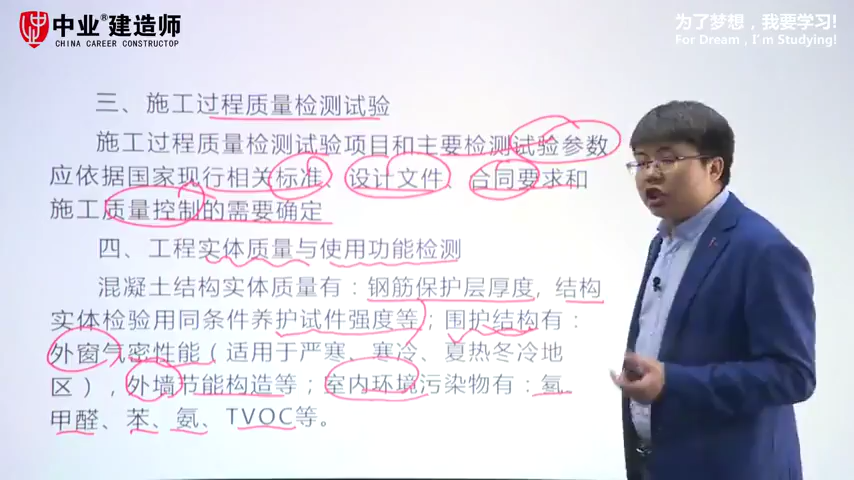 中业®建造师
CHINA CAREER CONSTRUCTOP
为了梦想，我要学习!
For Dream, I´m Studying!
三、施工过程质量检测试验
施工过程质量检测试验项目和主要检测试验参数
应依据国家现行相关标准、设计文件、合同要求和
施工质量控制的需要确定
四、工程实体质量与使用功能检测
混凝土结构实体质量有：钢筋保护层厚度, 结构
实体检验用同条件养护试件强度等；围护结构有：
外窗气密性能（适用于严寒、寒冷、夏热冬冷地
区），外墙节能构造等；室内环境污染物有：氡、
甲醛、苯、氨、TVOC等。